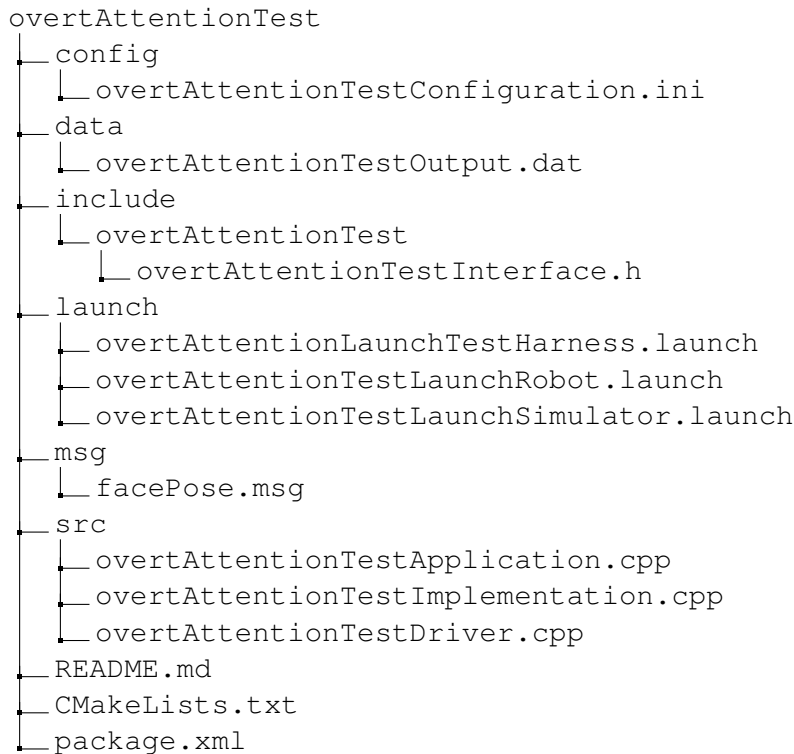 overtAttentionTest
config
overtAttentionTestConfiguration.ini
data
overtAttentionTestOutput.dat
include
overtAttentionTest
overtAttentionTestInterface.h
launch
overtAttentionLaunchTestHarness.launch
overtAttentionTestLaunchRobot.launch
overtAttentionTestLaunchSimulator.launch
msg
facePose.msg
src
overtAttentionTestApplication.cpp
overtAttentionTestImplementation.cpp
overtAttentionTestDriver.cpp
README.md
CMakeLists.txt
package.xml